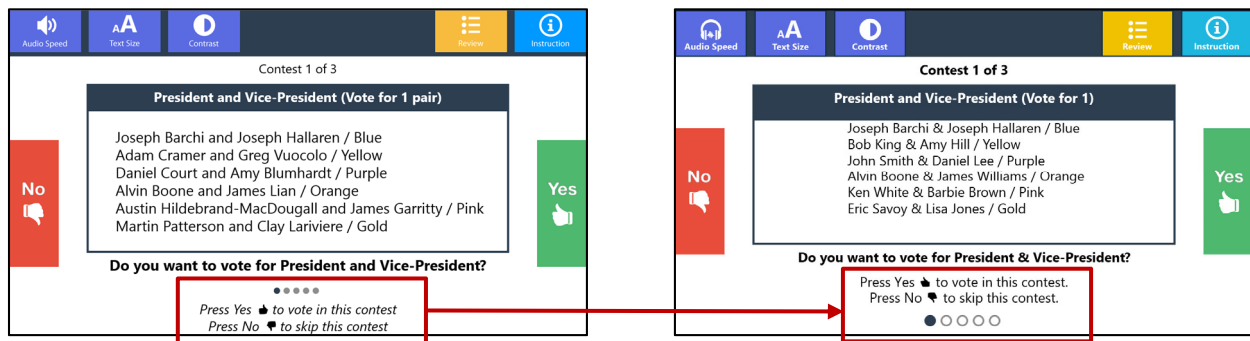 Audio Speed
AA
Text Size
Contrast
Review
Instruction
Contest 1 of 3
President and Vice-President (Vote for 1 pair)
Joseph Barchi and Joseph Hallaren / Blue
Adam Cramer and Greg Vuocolo / Yellow
Daniel Court and Amy Blumhardt / Purple
Alvin Boone and James Lian / Orange
Austin Hildebrand-MacDougall and James Garritty / Pink
Martin Patterson and Clay Lariviere / Gold
No
Yes
Do you want to vote for President and Vice-President?
Press Yes to vote in this contest
Press No to skip this contest
Audio Speed
AA
Text Size
Contrast
Review
Instruction
Contest 1 of 3
President and Vice-President (Vote for 1)
Joseph Barchi & Joseph Hallaren / Blue
Bob King & Amy Hill / Yellow
John Smith & Daniel Lee / Purple
Alvin Boone & James Williams / Orange
Ken White & Barbie Brown / Pink
Eric Savoy & Lisa Jones / Gold
No
Yes
Do you want to vote for President & Vice-President?
Press Yes to vote in this contest.
Press No to skip this contest.